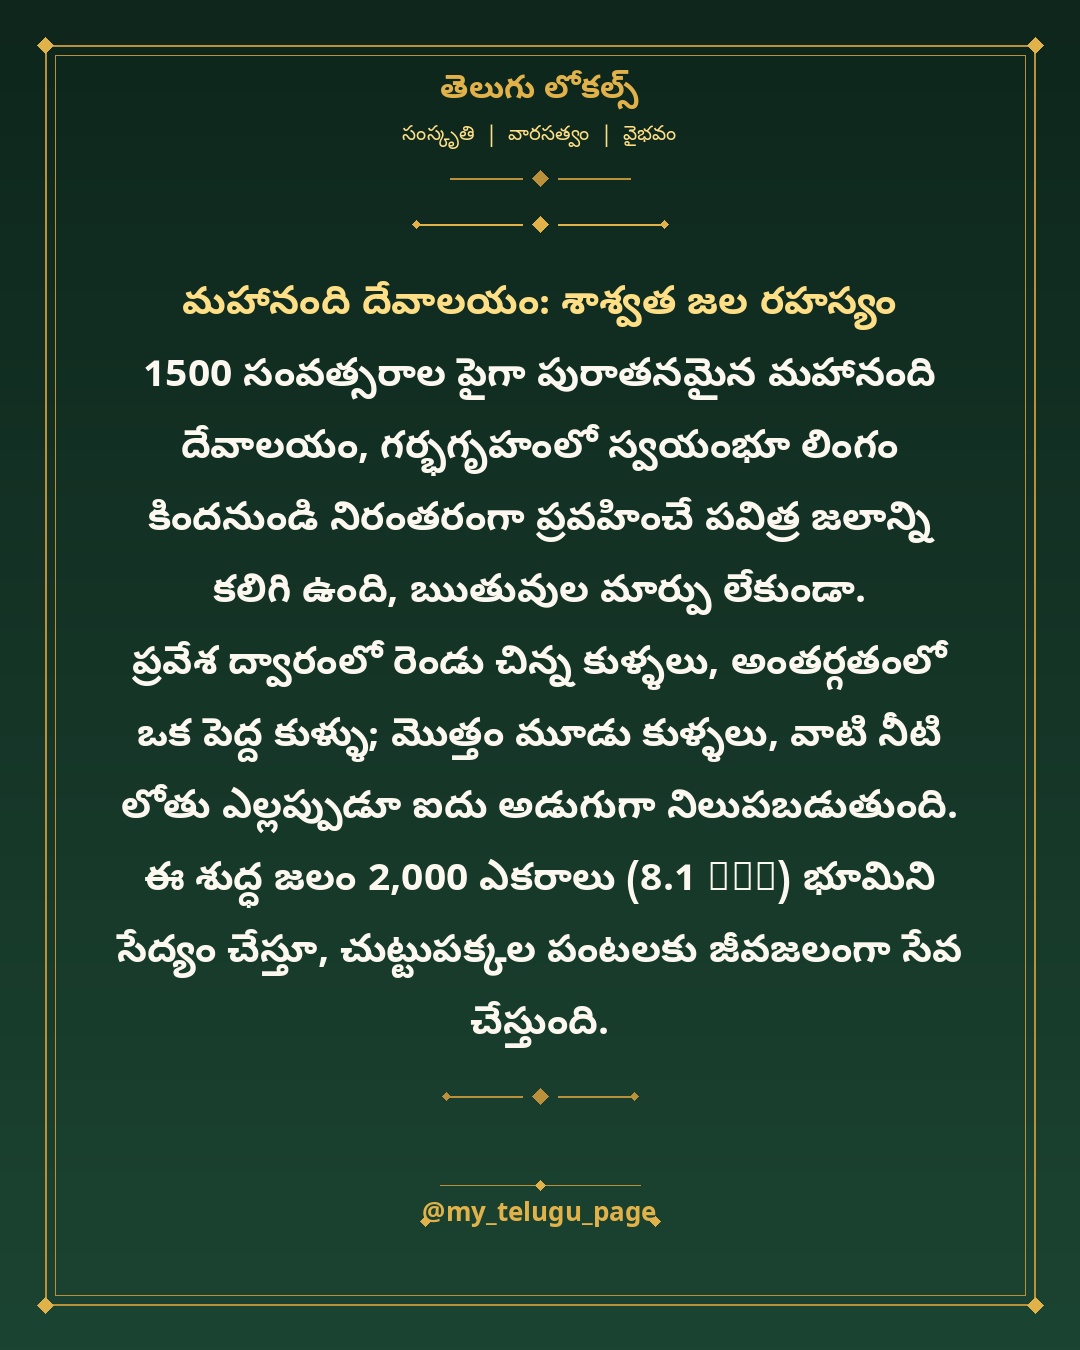 తెలుగు లోకల్స్
సంస్కృతి | వారసత్వం | వైభవం
మహానంది దేవాలయం: శాశ్వత జల రహస్యం
1500 సంవత్సరాల పైగా పురాతనమైన మహానంది
దేవాలయం, గర్భగృహంలో స్వయంభూ లింగం
కిందనుండి నిరంతరంగా ప్రవహించే పవిత్ర జలాన్ని
కలిగి ఉంది, ఋతువుల మార్పు లేకుండా.
ప్రవేశ ద్వారంలో రెండు చిన్న కుళ్ళలు, అంతర్గతంలో
ఒక పెద్ద కుళ్ళు; మొత్తం మూడు కుళ్ళలు, వాటి నీటి
లోతు ఎల్లప్పుడూ ఐదు అడుగుగా నిలుపబడుతుంది.
ఈ శుద్ధ జలం 2,000 ఎకరాలు (8.1 ) భూమిని
సేద్యం చేస్తూ, చుట్టుపక్కల పంటలకు జీవజలంగా సేవ
చేస్తుంది.
@my_telugu_page